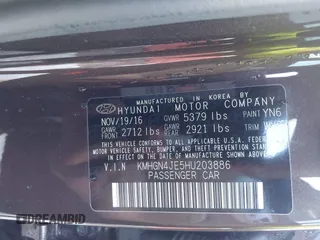 MANUFACTURED IN KOREA BY
HYUNDAI MOTOR COMPANY
NOV/19/16 GVWR 5379 lbs PAINT YN6
GAWR FRONT 2712 lbs GAWR REAR 2921 lbs TRIM
THIS VEHICLE CONFORMS TO ALL APPLICABLE U.S. FEDERAL
MOTOR VEHICLE SAFETY, BUMPER, AND THEFT PREVENTION
STANDARDS IN EFFECT ON THE DATE OF MANUFACTURE SHOWN ABOVE.
V.I.N KMHGN4JE5HU203886
PASSENGER CAR